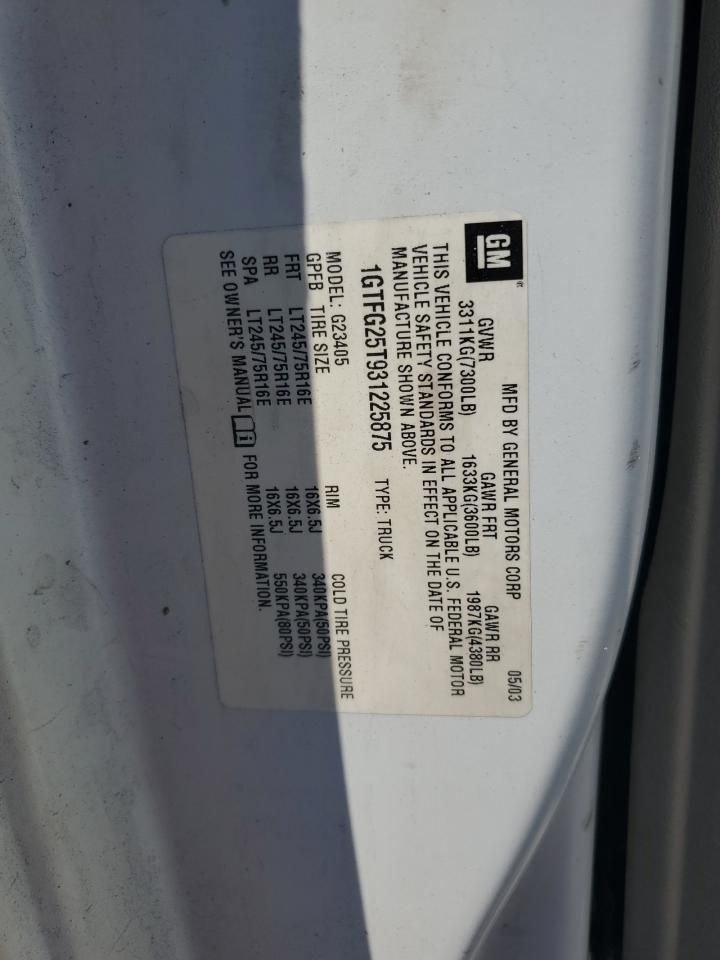 GM
MFD BY GENERAL MOTORS CORP 05/03
GVWR GAWR FRT GAWR RR
3311KG(7300LB) 1633KG(3600LB) 1987KG(4380LB)
THIS VEHICLE CONFORMS TO ALL APPLICABLE U.S. FEDERAL MOTOR
VEHICLE SAFETY STANDARDS IN EFFECT ON THE DATE OF
MANUFACTURE SHOWN ABOVE.
1GTFG25T931225875 TYPE: TRUCK
MODEL: G23405
GPFB TIRE SIZE RIM COLD TIRE PRESSURE
FRT LT245/75R16E 16X6.5J 340KPA(50PSI)
RR LT245/75R16E 16X6.5J 340KPA(50PSI)
SPA LT245/75R16E 16X6.5J 550KPA(80PSI)
SEE OWNER'S MANUAL FOR MORE INFORMATION.